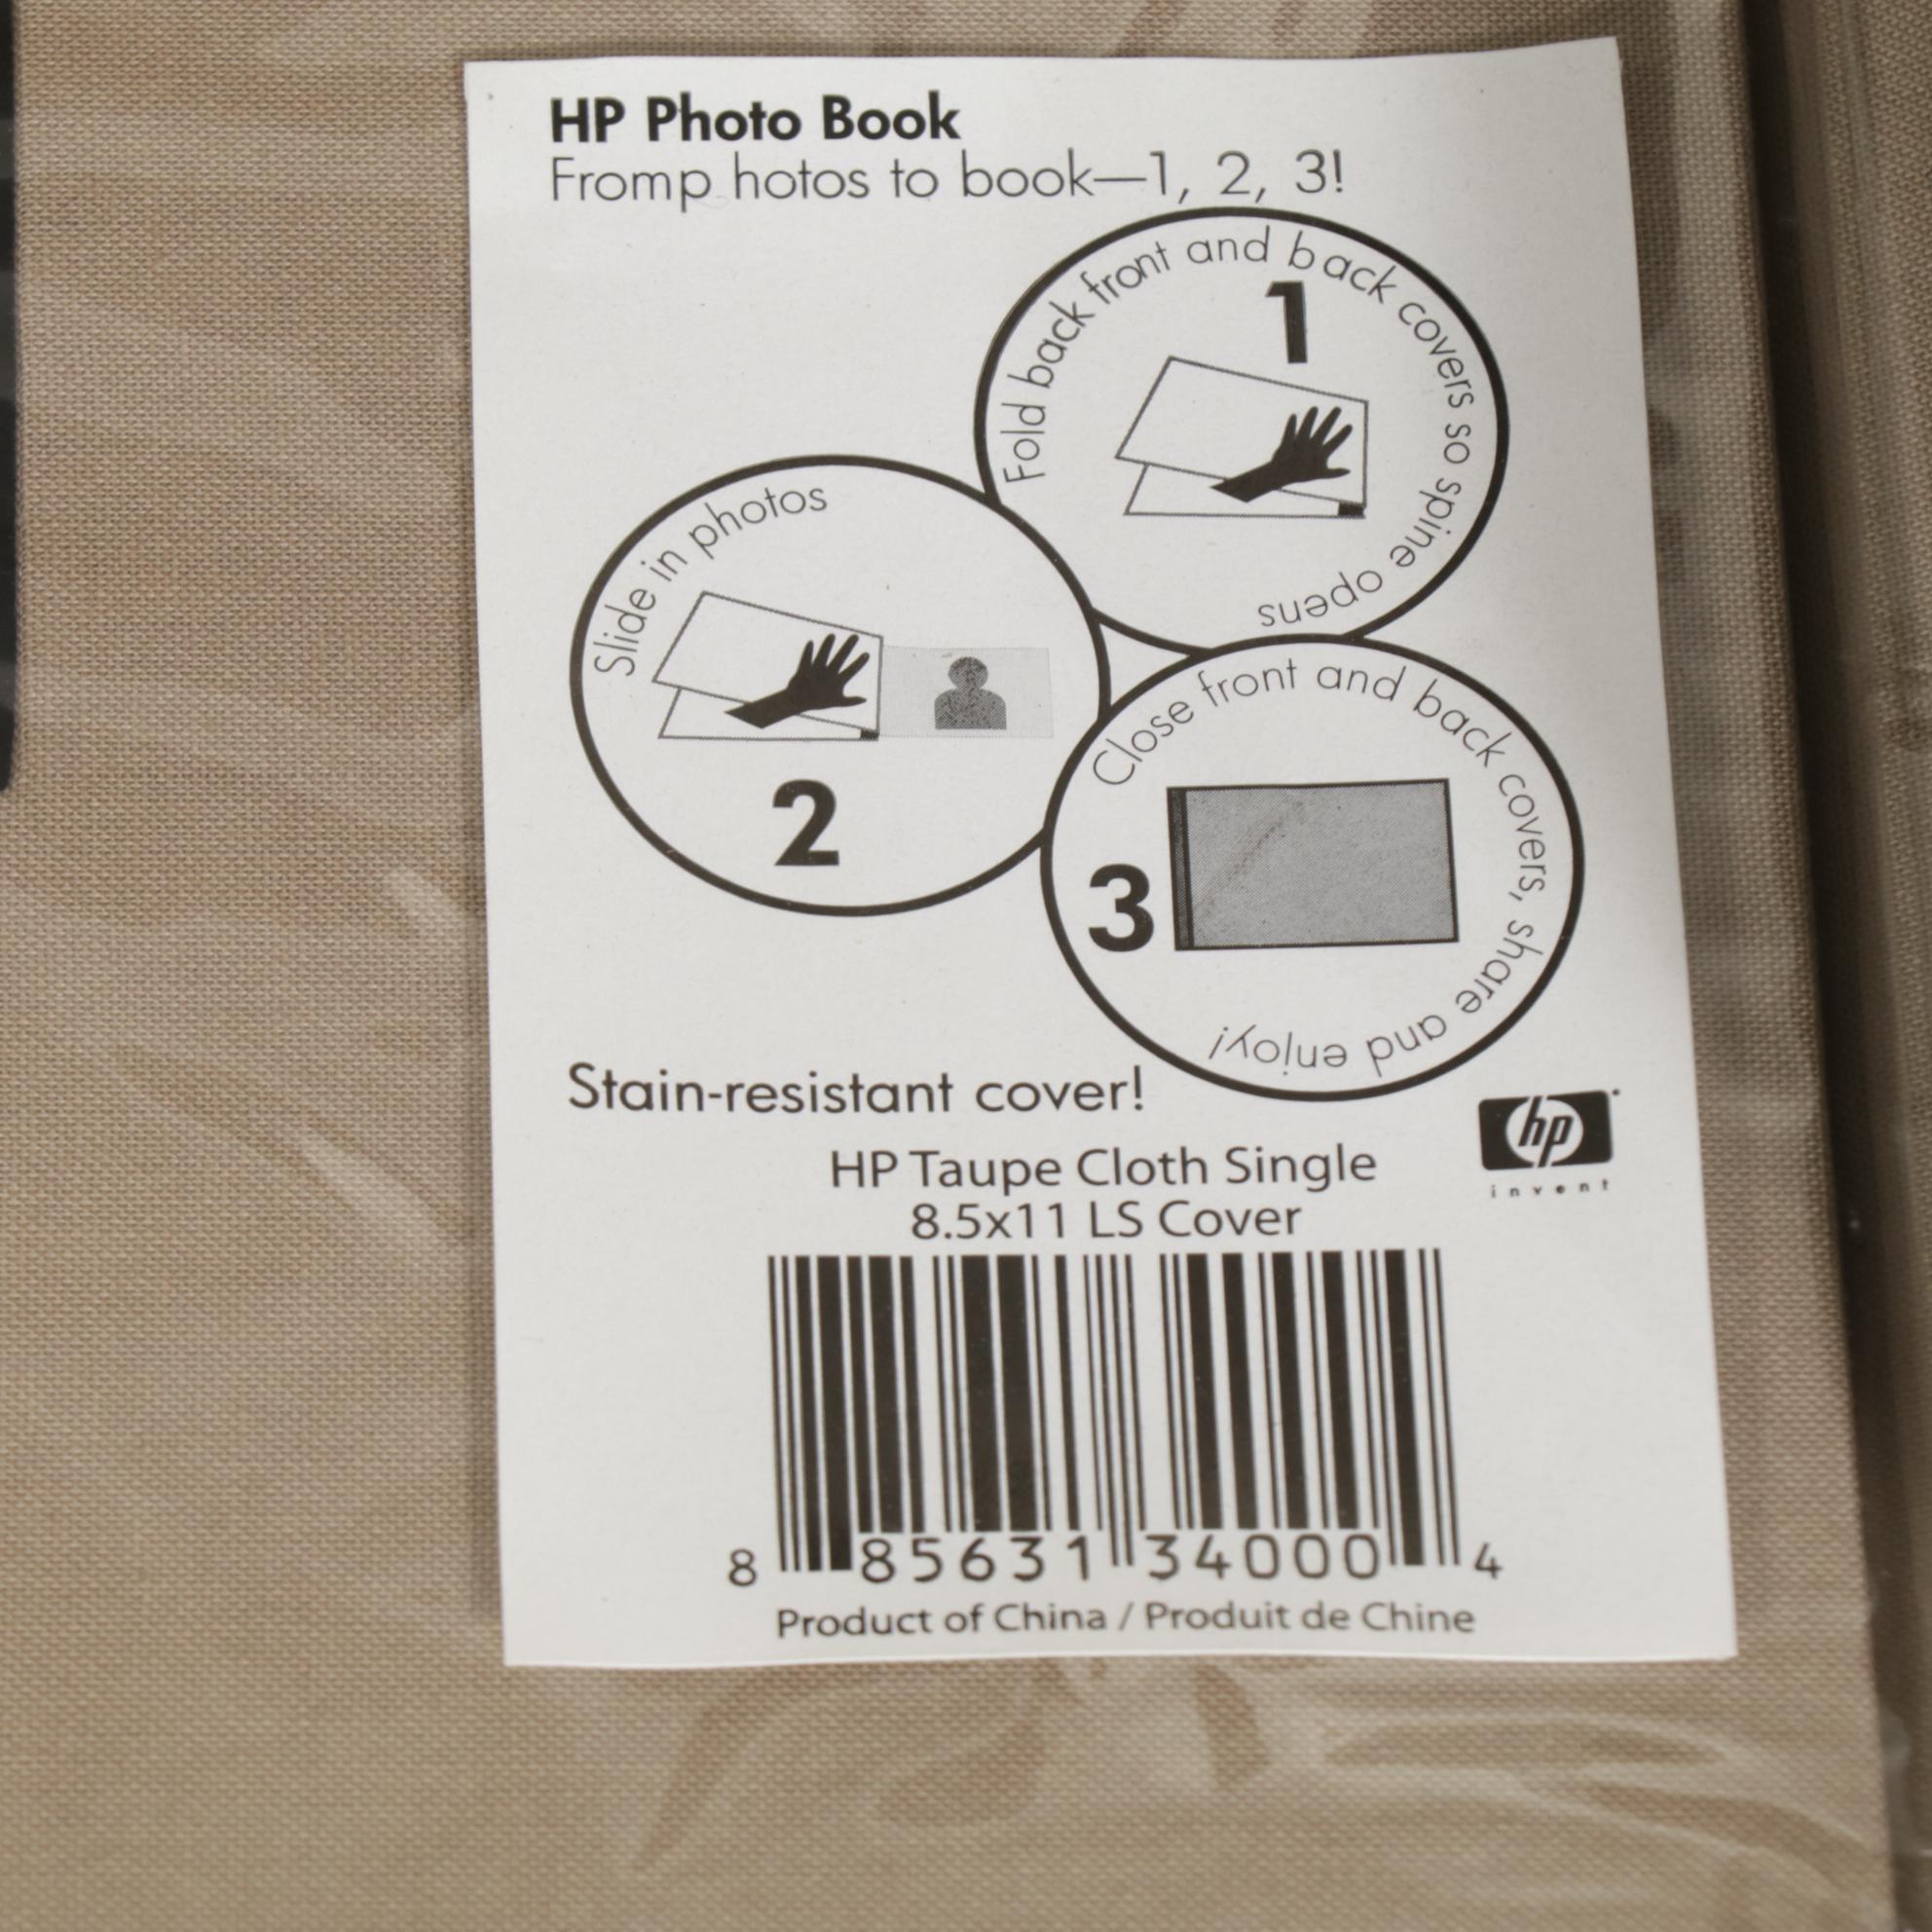 HP Photo Book
Fromp hotos to book—1, 2, 3!
Fold back front and back covers so spine opens
1
Slide in photos
2
Close front and back covers, share and enjoy!
3
Stain-resistant cover!
hp
invent
HP Taupe Cloth Single
8.5x11 LS Cover
8 85631 34000 4
Product of China / Produit de Chine